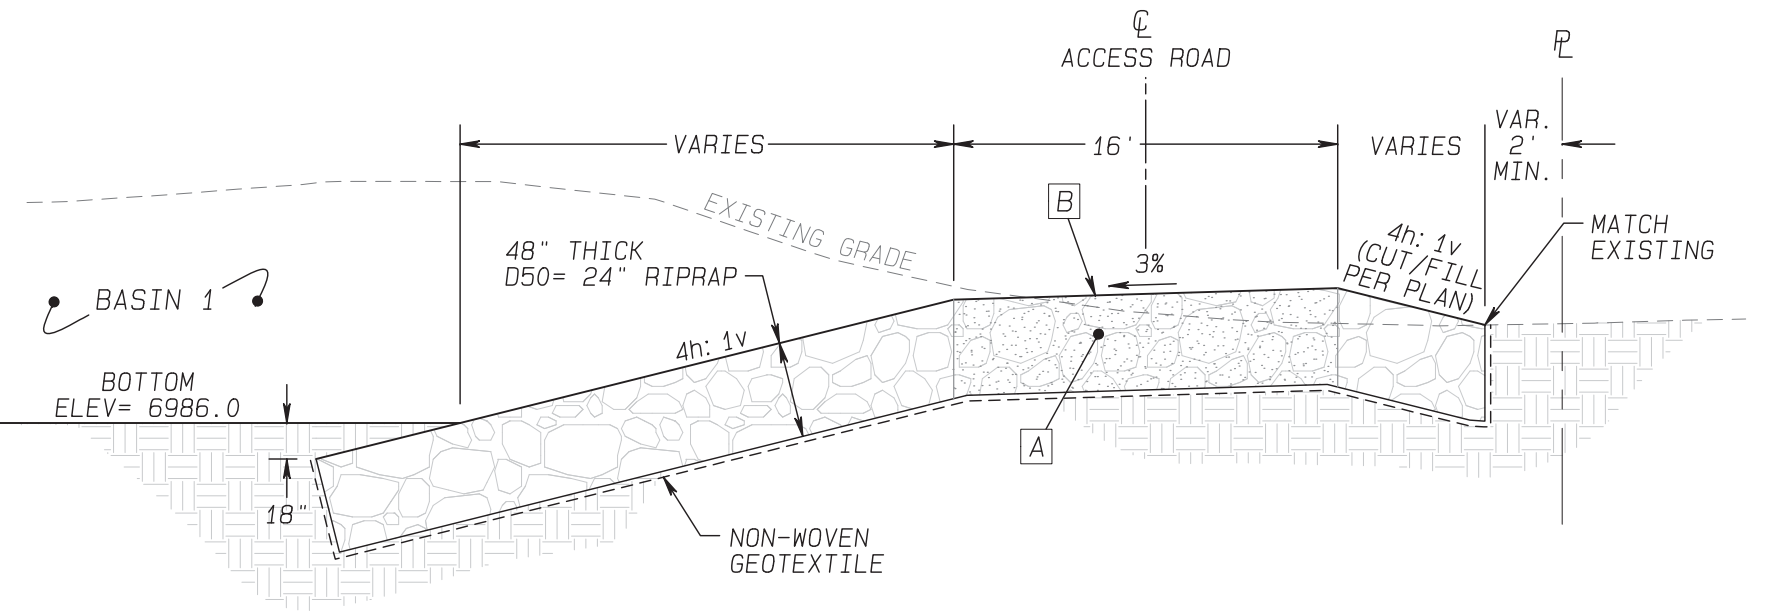 ℄
ACCESS ROAD
⅊
VARIES
16'
VARIES
VAR.
2'
MIN.
EXISTING GRADE
B
3%
4h: 1v
(CUT/FILL
PER PLAN)
MATCH
EXISTING
48" THICK
D50= 24" RIPRAP
BASIN 1
4h: 1v
BOTTOM
ELEV= 6986.0
A
18"
NON-WOVEN
GEOTEXTILE